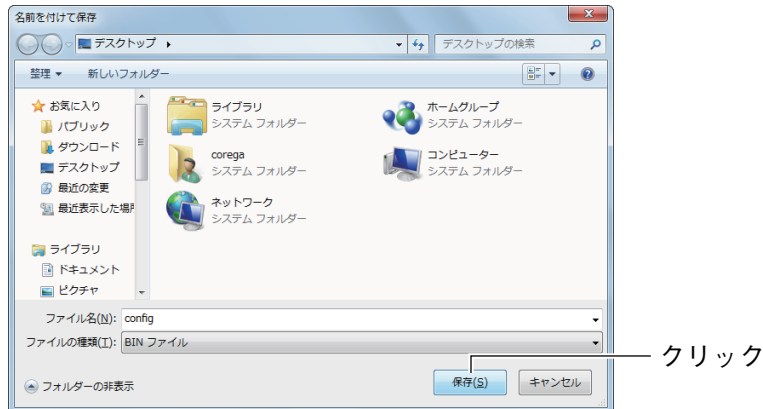 名前を付けて保存
デスクトップ
デスクトップの検索
整理
新しいフォルダー
お気に入り
パブリック
ダウンロード
デスクトップ
最近の変更
最近表示した場所
ライブラリ
ドキュメント
ピクチャ
ライブラリ
システム フォルダー
ホームグループ
システム フォルダー
corega
システム フォルダー
コンピューター
システム フォルダー
ネットワーク
システム フォルダー
ファイル名(N): config
ファイルの種類(T): BIN ファイル
フォルダーの非表示
保存(S)
キャンセル
クリック